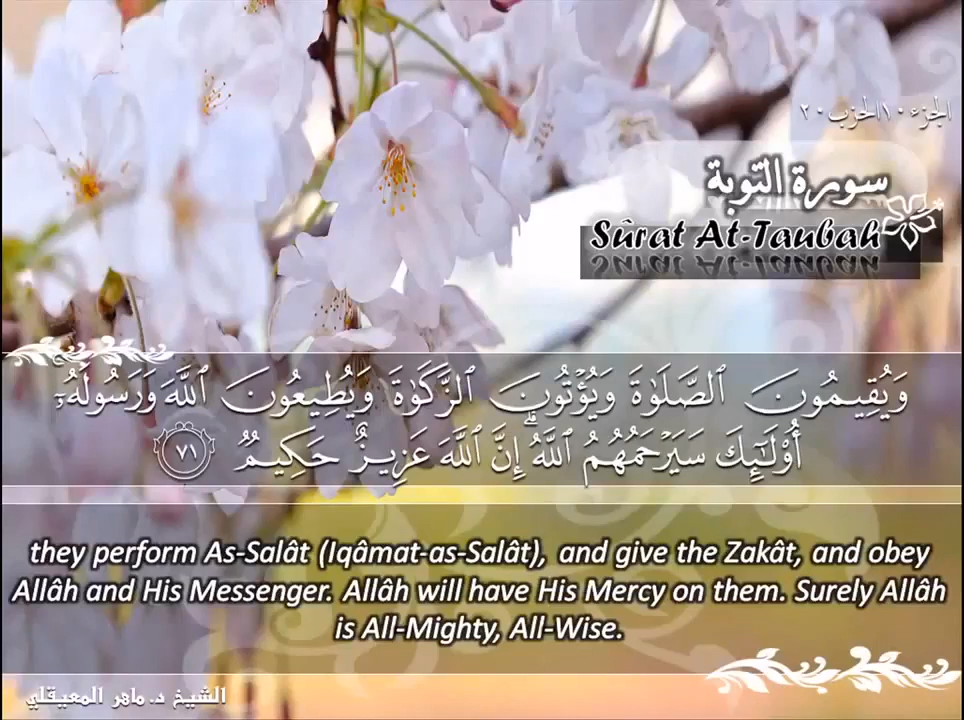 الجزء ١٠ الحزب ٢٠
سورة التوبة
Sûrat At-Taubah
وَيُقِيمُونَ ٱلصَّلَوٰةَ وَيُؤْتُونَ ٱلزَّكَوٰةَ وَيُطِيعُونَ ٱللَّهَ وَرَسُولَهُۥٓ
أُو۟لَـٰٓئِكَ سَيَرْحَمُهُمُ ٱللَّهُ ۗ إِنَّ ٱللَّهَ عَزِيزٌ حَكِيمٌ ٧١
they perform As-Salât (Iqâmat-as-Salât), and give the Zakât, and obey
Allâh and His Messenger. Allâh will have His Mercy on them. Surely Allâh
is All-Mighty, All-Wise.
الشيخ د. ماهر المعيقلي